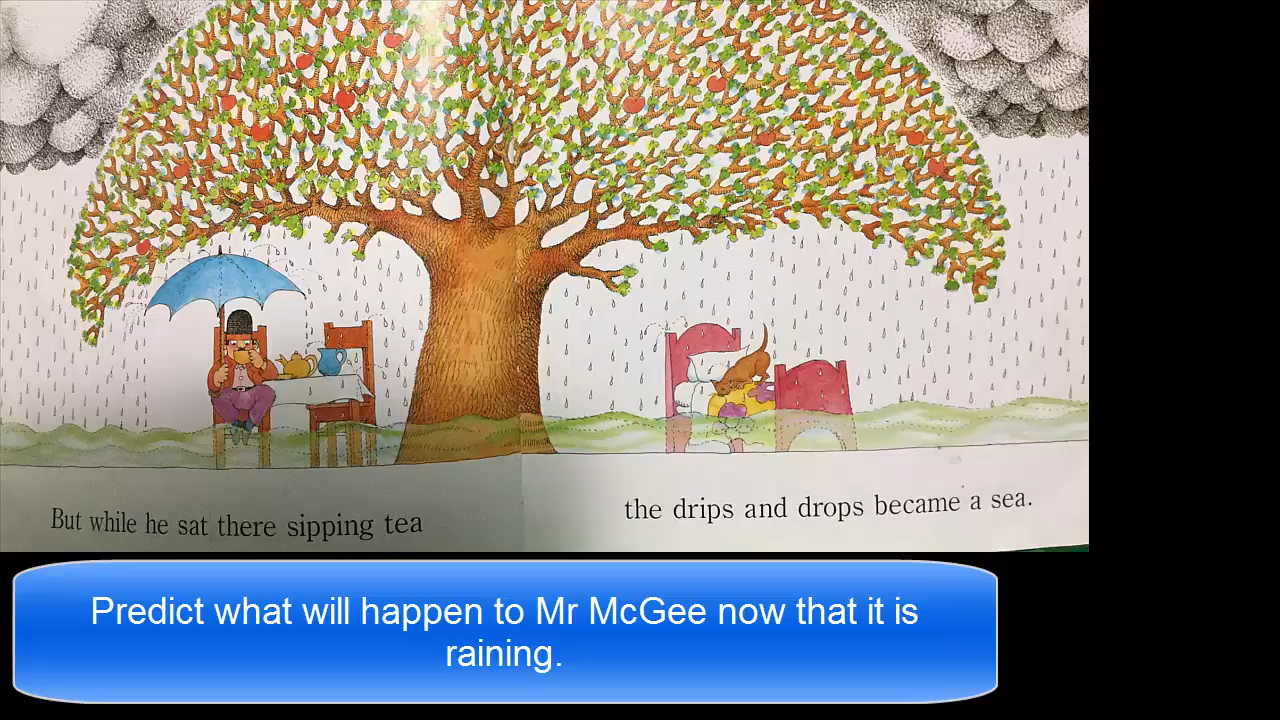 But while he sat there sipping tea
the drips and drops became a sea.
Predict what will happen to Mr McGee now that it is
raining.